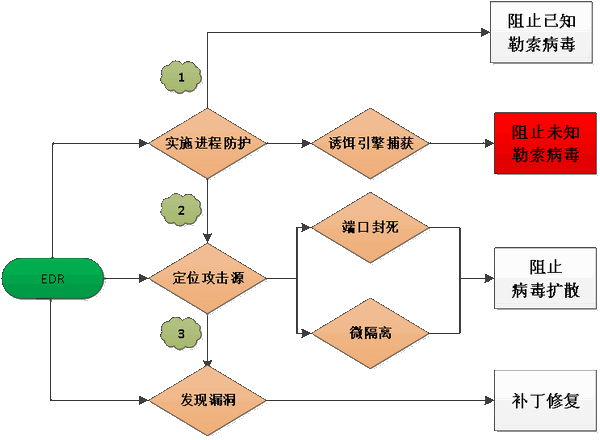 阻止已知
勒索病毒
1
实施进程防护
诱饵引擎捕获
阻止未知
勒索病毒
2
端口封死
EDR
定位攻击源
阻止
病毒扩散
3
微隔离
发现漏洞
补丁修复